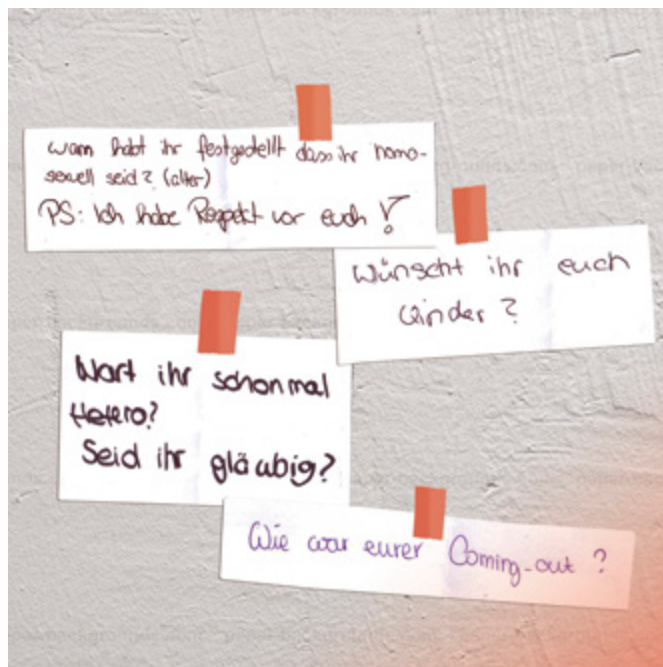 wann habt ihr festgestellt dass ihr homo-
sexuell seid? (alter)
PS: Ich habe Respekt vor euch!
Wünscht ihr euch
Kinder?
Wart ihr schonmal
Hetero?
Seid ihr gläubig?
Wie war eurer Coming-out?